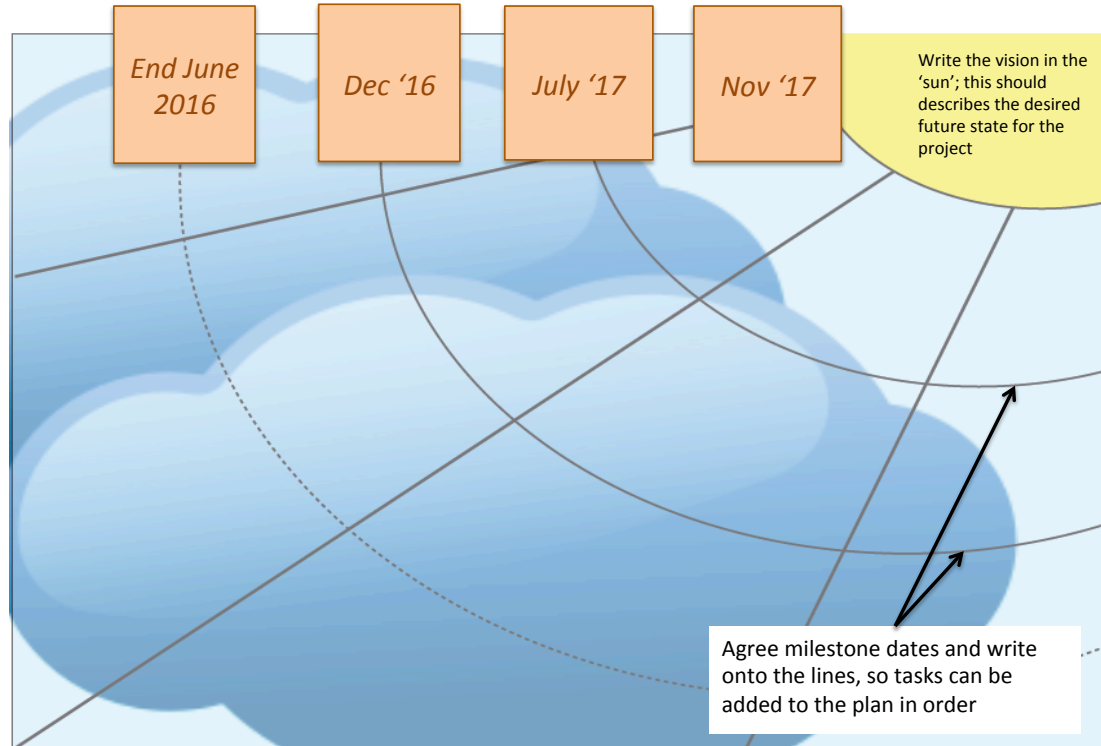 End June
2016
Dec ‘16
July ‘17
Nov ‘17
Write the vision in the
‘sun’; this should
describes the desired
future state for the
project
Agree milestone dates and write
onto the lines, so tasks can be
added to the plan in order